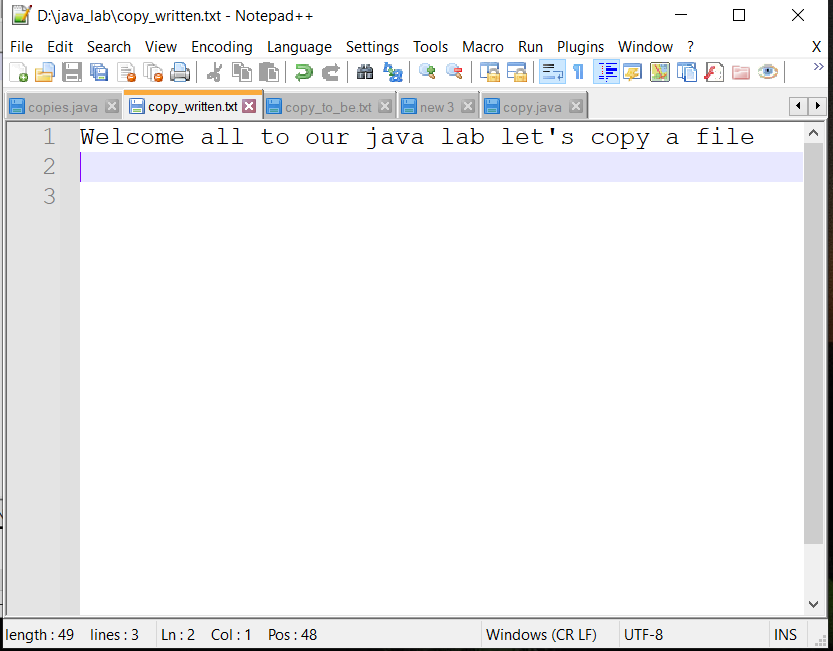 D:\java_lab\copy_written.txt - Notepad++
File Edit Search View Encoding Language Settings Tools Macro Run Plugins Window ? X
copies.java copy_written.txt copy_to_be.txt new 3 copy.java
1 Welcome all to our java lab let's copy a file
2
3
length : 49 lines : 3 Ln : 2 Col : 1 Pos : 48 Windows (CR LF) UTF-8 INS